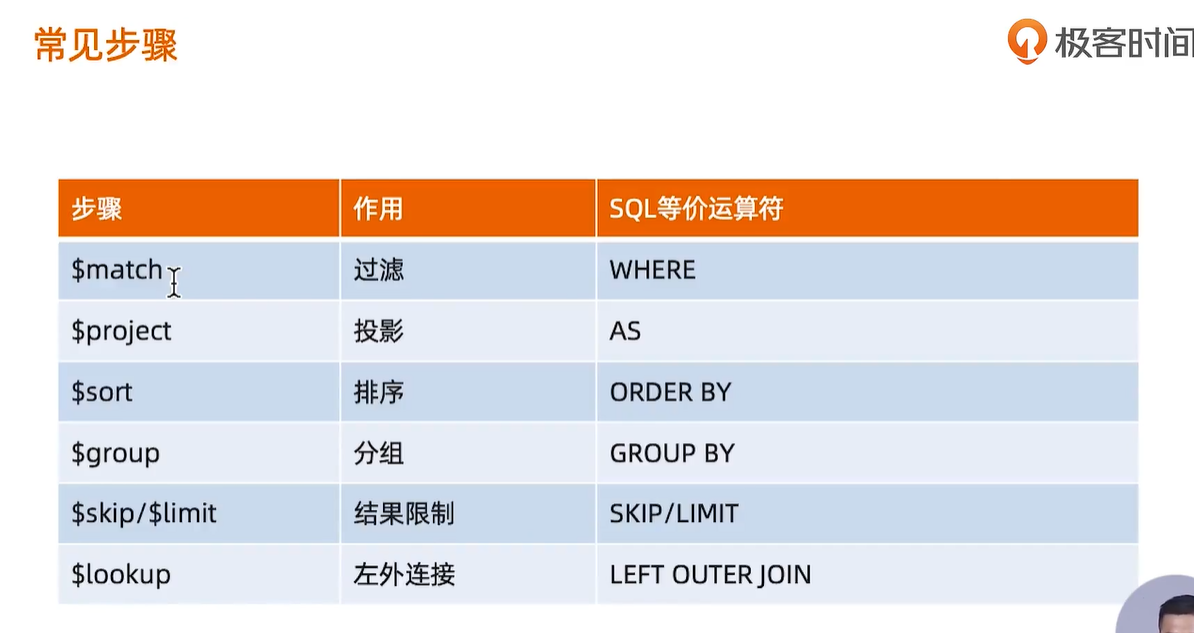 常见步骤
极客时间
步骤 作用 SQL等价运算符
$match 过滤 WHERE
$project 投影 AS
$sort 排序 ORDER BY
$group 分组 GROUP BY
$skip/$limit 结果限制 SKIP/LIMIT
$lookup 左外连接 LEFT OUTER JOIN